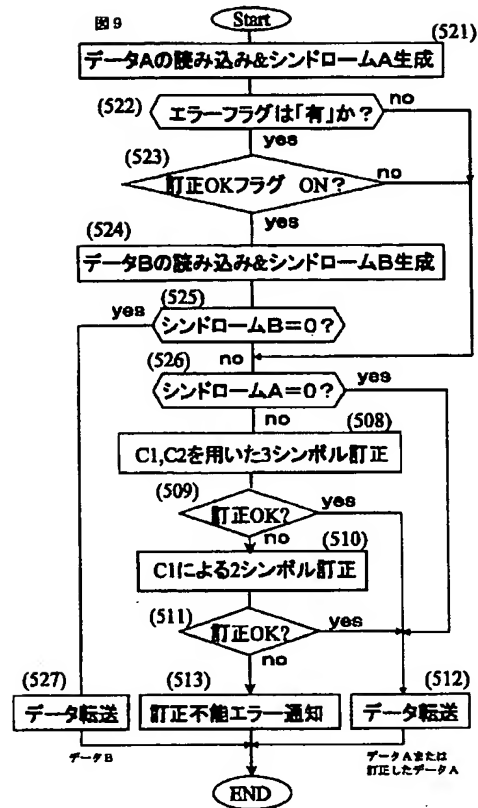 図9
Start
(521)
データAの読み込み&シンドロームA生成
(522)
エラーフラグは「有」か?
no
yes
(523)
訂正OKフラグ ON?
no
yes
(524)
データBの読み込み&シンドロームB生成
(525)
yes
シンドロームB=0?
no
(526)
シンドロームA=0?
yes
no
(508)
C1,C2を用いた3シンボル訂正
(509)
訂正OK?
yes
no
(510)
C1による2シンボル訂正
(511)
訂正OK?
yes
no
(527)
(513)
(512)
データ転送
訂正不能エラー通知
データ転送
データB
データAまたは
訂正したデータA
END